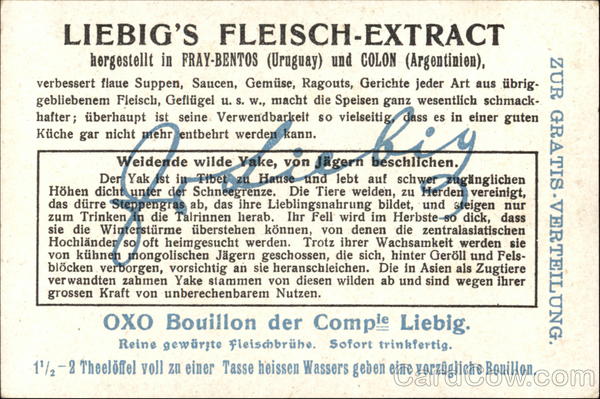 LIEBIG'S FLEISCH-EXTRACT
hergestellt in FRAY-BENTOS (Uruguay) und COLON (Argentinien),
verbessert flaue Suppen, Saucen, Gemüse, Ragouts, Gerichte jeder Art aus übrig-
gebliebenem Fleisch, Geflügel u. s. w., macht die Speisen ganz wesentlich schmack-
hafter; überhaupt ist seine Verwendbarkeit so vielseitig, dass es in einer guten
Küche gar nicht mehr entbehrt werden kann.
J. v. Liebig
Weidende wilde Yake, von Jägern beschlichen.
Der Yak ist in Tibet zu Hause und lebt auf schwer zugänglichen
Höhen dicht unter der Schneegrenze. Die Tiere weiden, zu Herden vereinigt,
das dürre Steppengras ab, das ihre Lieblingsnahrung bildet, und steigen nur
zum Trinken in die Talrinnen herab. Ihr Fell wird im Herbste so dick, dass
sie die Winterstürme überstehen können, von denen die zentralasiatischen
Hochländer oft heimgesucht werden. Trotz ihrer Wachsamkeit werden sie
von kühnen mongolischen Jägern geschossen, die sich, hinter Geröll und Fels-
blöcken verborgen, vorsichtig an sie heranschleichen. Die in Asien als Zugtiere
verwandten zahmen Yake stammen von diesen wilden ab und sind wegen ihrer
grossen Kraft von unberechenbarem Nutzen.
OXO Bouillon der Comple Liebig.
Reine gewürzte Fleischbrühe. Sofort trinkfertig.
1½-2 Theelöffel voll zu einer Tasse heissen Wassers geben eine vorzügliche Bouillon.
ZUR GRATIS-VERTEILUNG.
CardCow.com